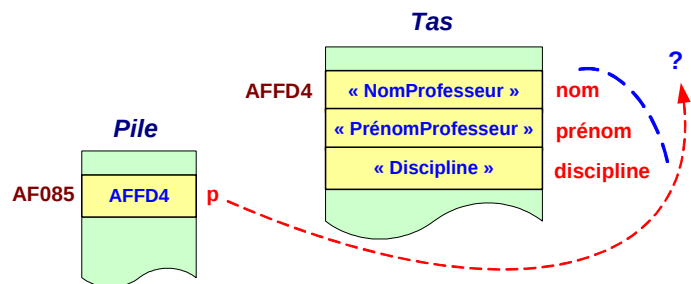 Tas
?
AFFD4
« NomProfesseur »
nom
« PrénomProfesseur »
prénom
« Discipline »
discipline
Pile
AF085
AFFD4
p